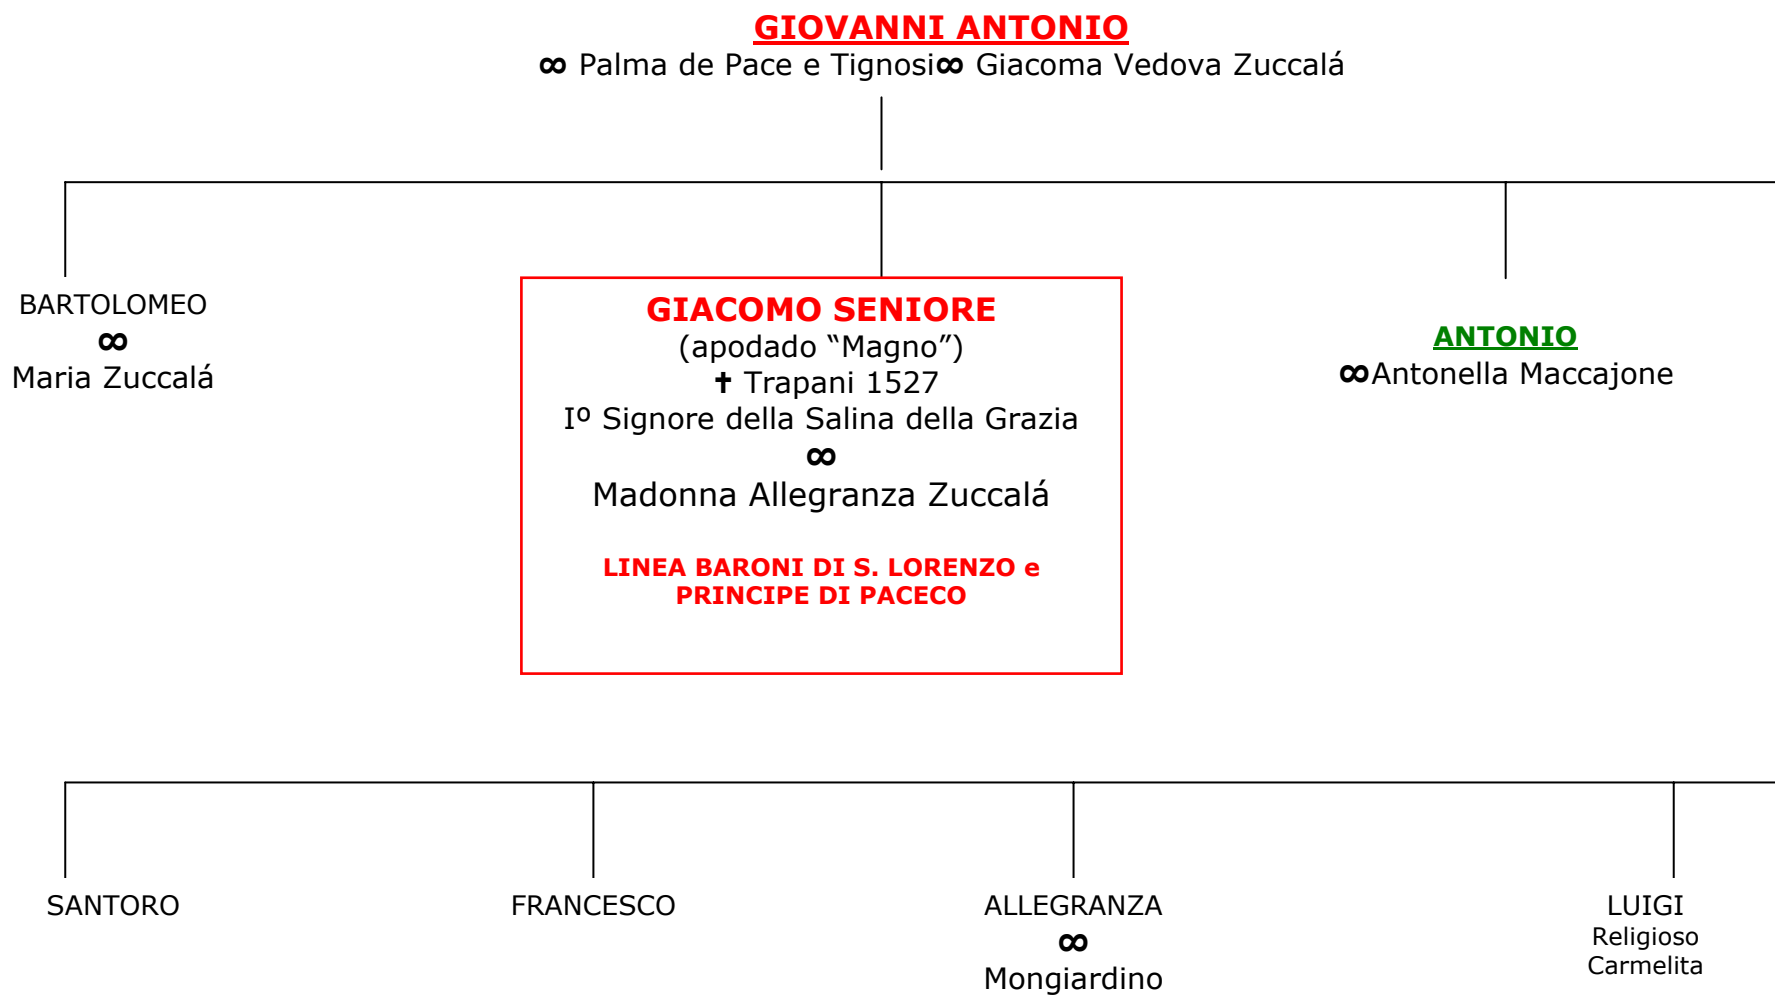 GIOVANNI ANTONIO
∞ Palma de Pace e Tignosi∞ Giacoma Vedova Zuccalá
BARTOLOMEO
∞
Maria Zuccalá
GIACOMO SENIORE
(apodado “Magno”)
✝ Trapani 1527
Iº Signore della Salina della Grazia
∞
Madonna Allegranza Zuccalá
LINEA BARONI DI S. LORENZO e
PRINCIPE DI PACECO
ANTONIO
∞Antonella Maccajone
SANTORO
FRANCESCO
ALLEGRANZA
∞
Mongiardino
LUIGI
Religioso
Carmelita